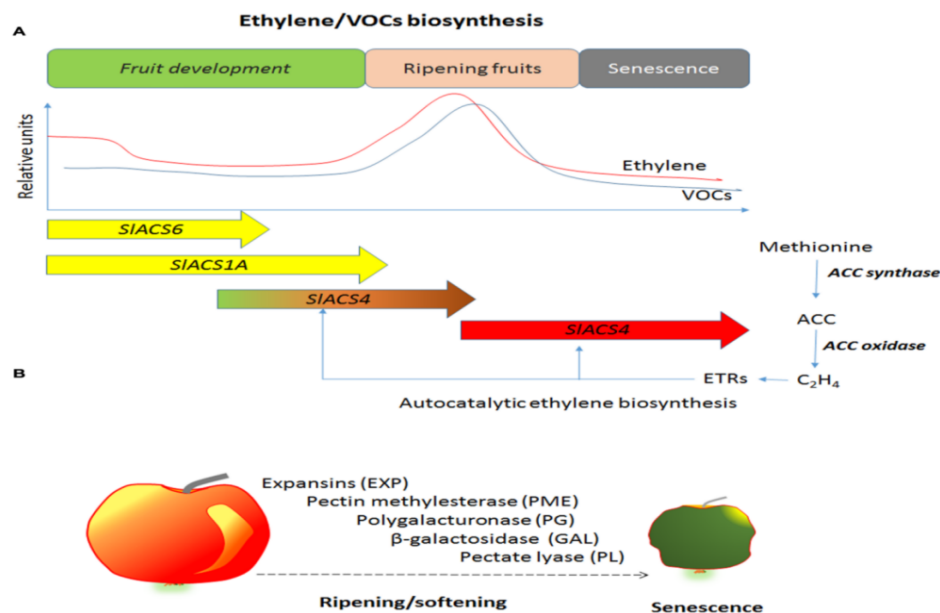 Ethylene/VOCs biosynthesis
A
Fruit development
Ripening fruits
Senescence
Relative units
Ethylene
VOCs
SlACS6
SlACS1A
SlACS4
SlACS4
Methionine
ACC synthase
ACC
ACC oxidase
C₂H₄
ETRs
Autocatalytic ethylene biosynthesis
B
Expansins (EXP)
Pectin methylesterase (PME)
Polygalacturonase (PG)
β-galactosidase (GAL)
Pectate lyase (PL)
Ripening/softening
Senescence